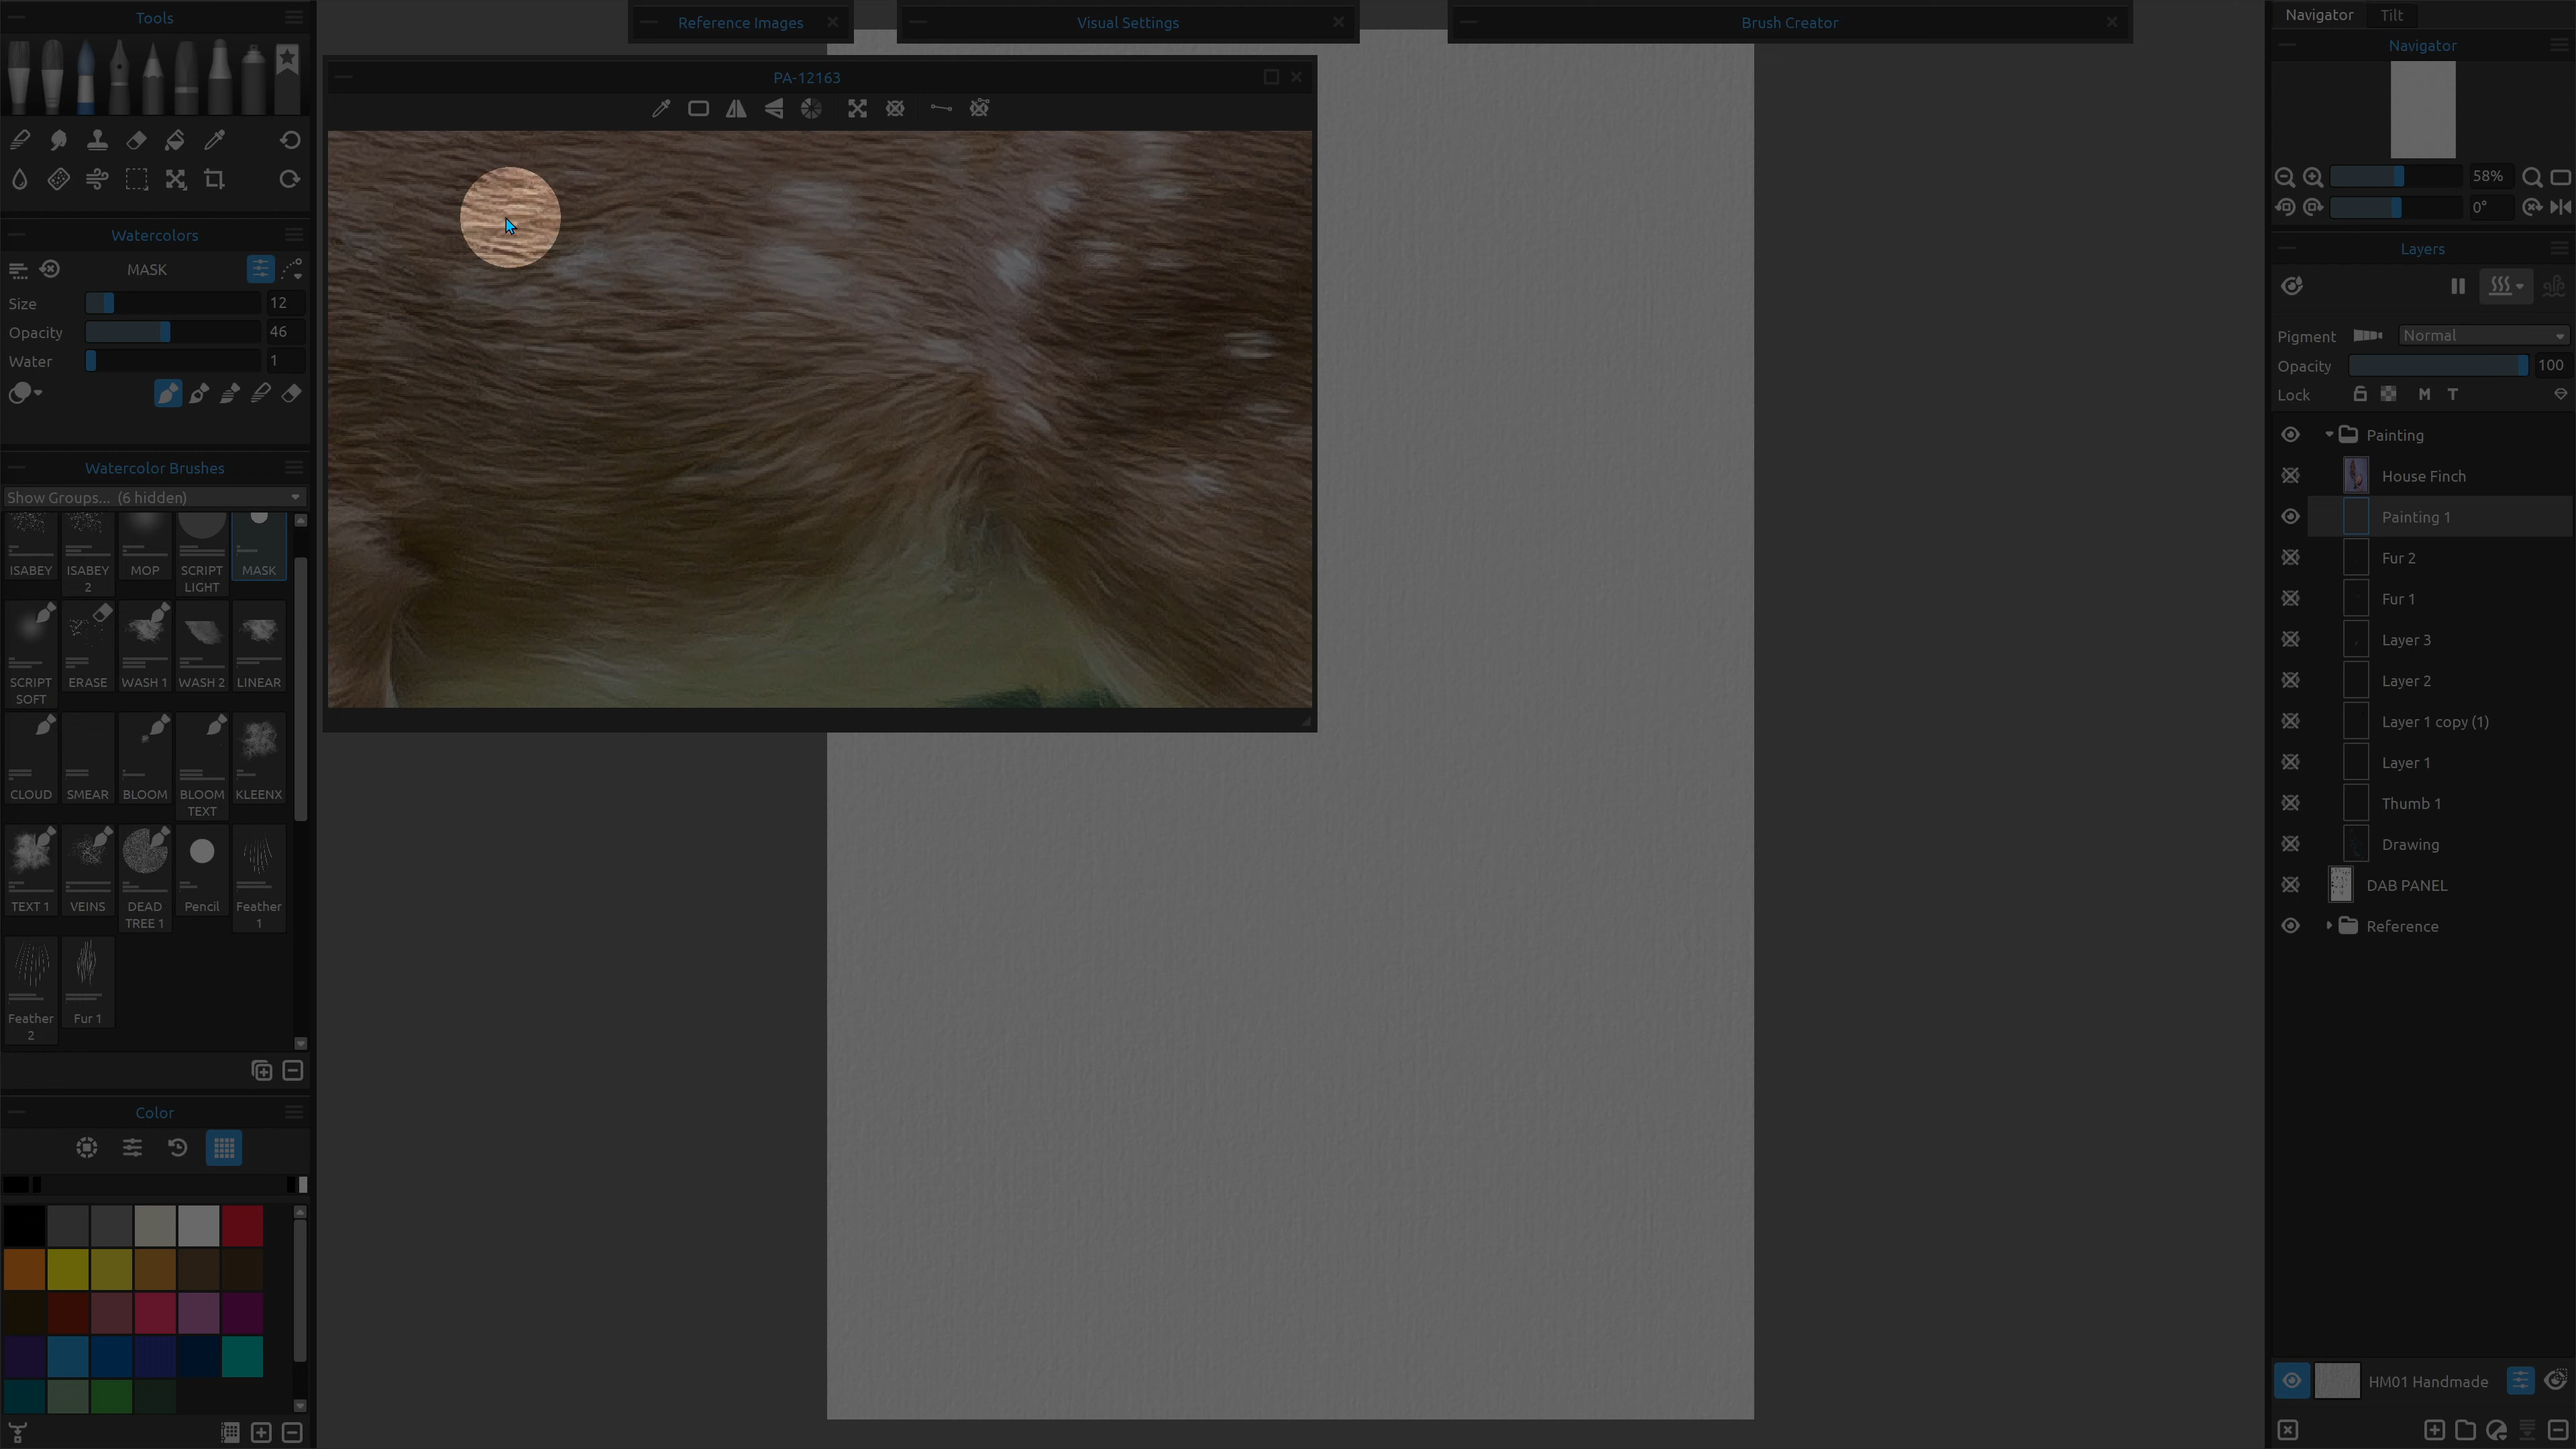 Tools
Reference Images
Visual Settings
Brush Creator
Navigator
Tilt
Navigator
PA-12163
58%
0°
Watercolors
MASK
Size
12
Opacity
46
Water
1
Layers
Pigment
Normal
Opacity
100
Lock
M
T
Watercolor Brushes
Show Groups... (6 hidden)
ISABEY
ISABEY 2
MOP
SCRIPT LIGHT
MASK
SCRIPT SOFT
ERASE
WASH 1
WASH 2
LINEAR
CLOUD
SMEAR
BLOOM
BLOOM TEXT
KLEENX
TEXT 1
VEINS
DEAD TREE 1
Pencil
Feather 1
Feather 2
Fur 1
Painting
House Finch
Painting 1
Fur 2
Fur 1
Layer 3
Layer 2
Layer 1 copy (1)
Layer 1
Thumb 1
Drawing
DAB PANEL
Reference
Color
HM01 Handmade